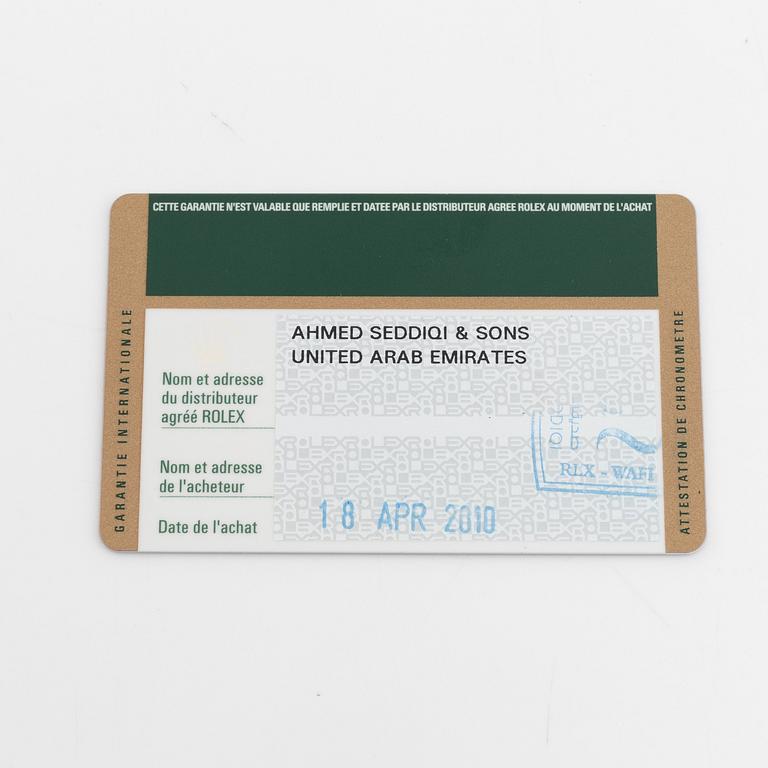 CETTE GARANTIE N'EST VALABLE QUE REMPLIE ET DATEE PAR LE DISTRIBUTEUR AGREE ROLEX AU MOMENT DE L'ACHAT
GARANTIE INTERNATIONALE
AHMED SEDDIQI & SONS
UNITED ARAB EMIRATES
Nom et adresse
du distributeur
agréé ROLEX
Nom et adresse
de l'acheteur
RLX - WAFI
Date de l'achat
18 APR 2010
ATTESTATION DE CHRONOMETRE